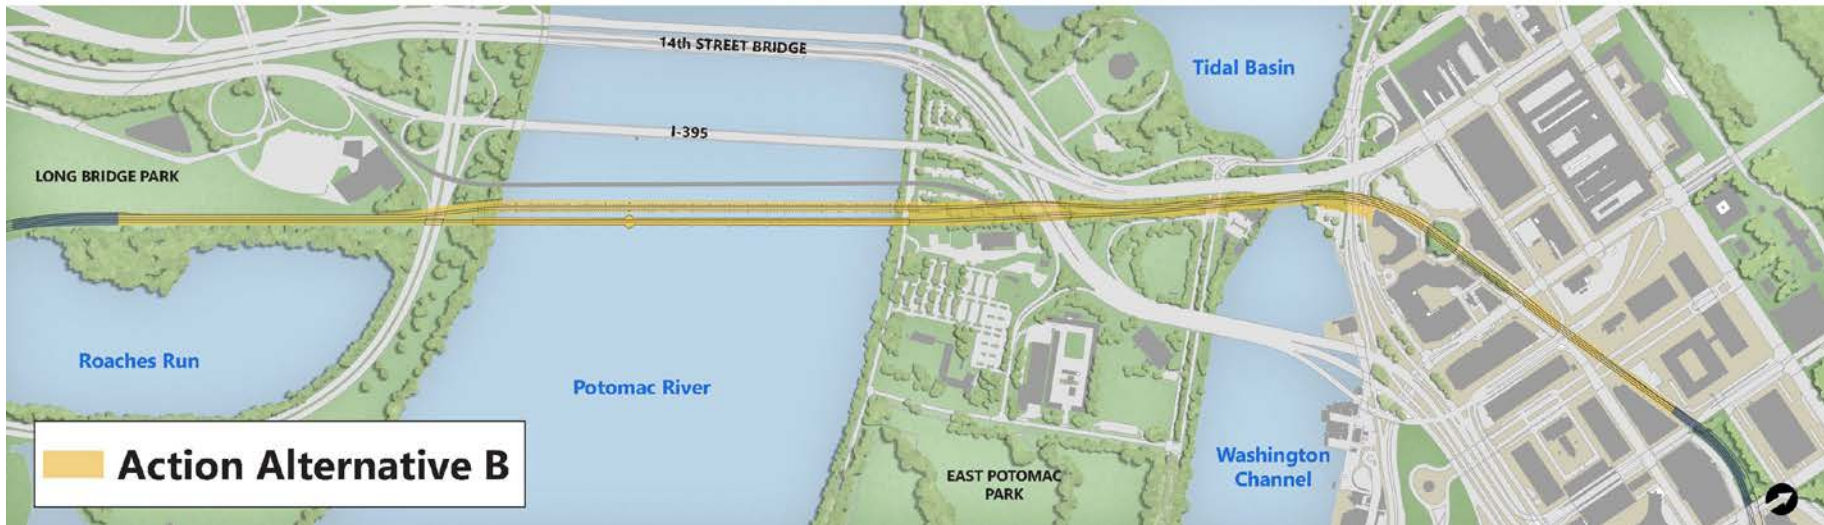 14th STREET BRIDGE
Tidal Basin
I-395
LONG BRIDGE PARK
Roaches Run
Potomac River
Action Alternative B
EAST POTOMAC
PARK
Washington
Channel